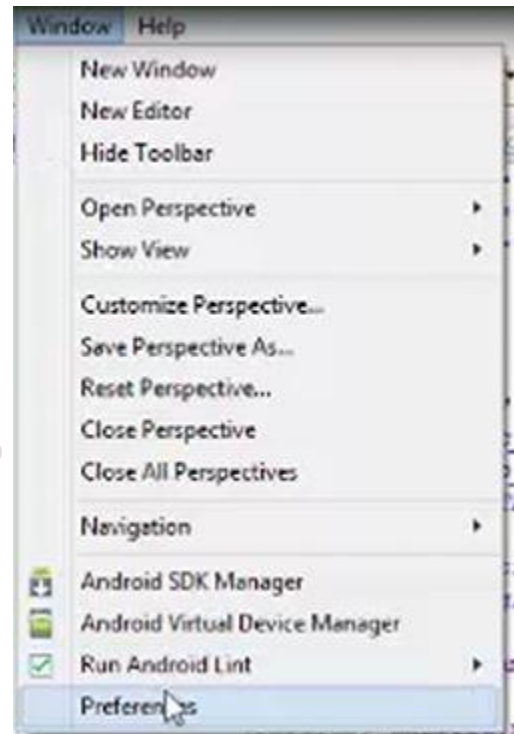 Window Help
New Window
New Editor
Hide Toolbar
Open Perspective
Show View
Customize Perspective...
Save Perspective As...
Reset Perspective...
Close Perspective
Close All Perspectives
Navigation
Android SDK Manager
Android Virtual Device Manager
Run Android Lint
Preferences